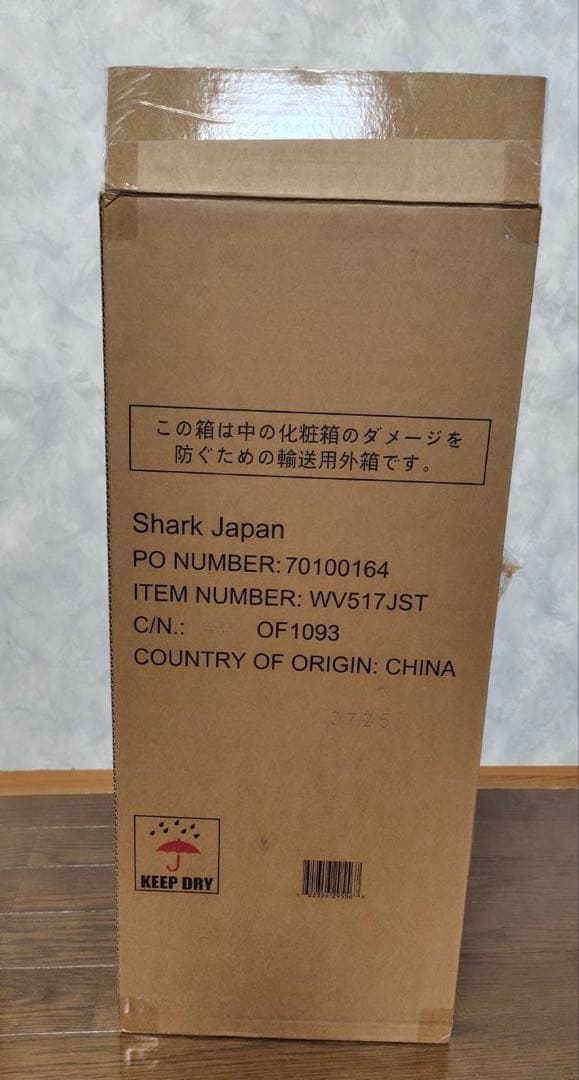 この箱は中の化粧箱のダメージを
防ぐための輸送用外箱です。
Shark Japan
PO NUMBER: 70100164
ITEM NUMBER: WV517JST
C/N.: OF1093
COUNTRY OF ORIGIN: CHINA
2725
KEEP DRY